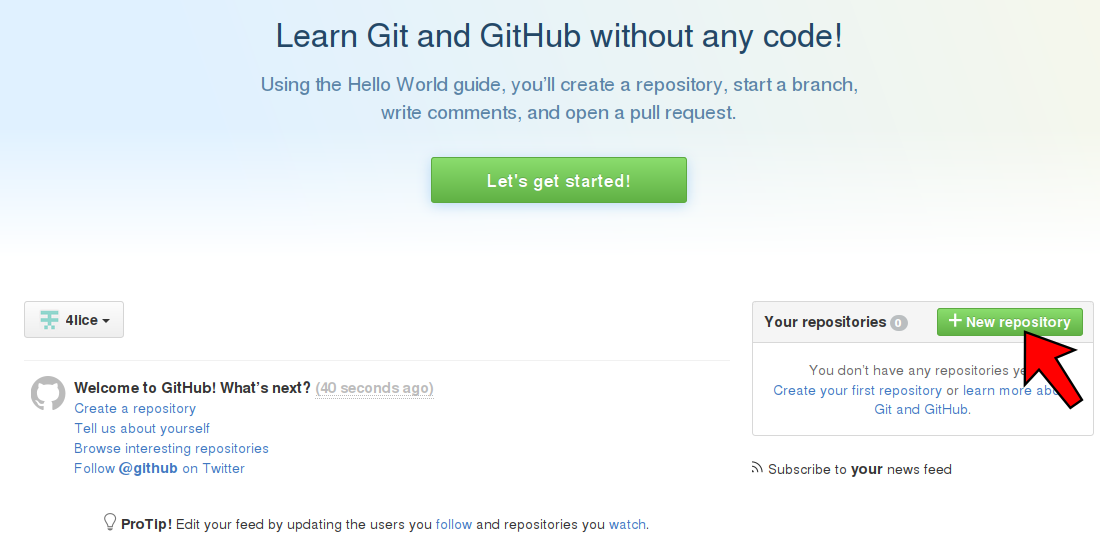 Learn Git and GitHub without any code!
Using the Hello World guide, you’ll create a repository, start a branch,
write comments, and open a pull request.
Let's get started!
4lice
Your repositories 0
+ New repository
You don’t have any repositories
Create your first repository or learn more
Git and GitHub.
Welcome to GitHub! What’s next? (40 seconds ago)
Create a repository
Tell us about yourself
Browse interesting repositories
Follow @github on Twitter
Subscribe to your news feed
ProTip! Edit your feed by updating the users you follow and repositories you watch.